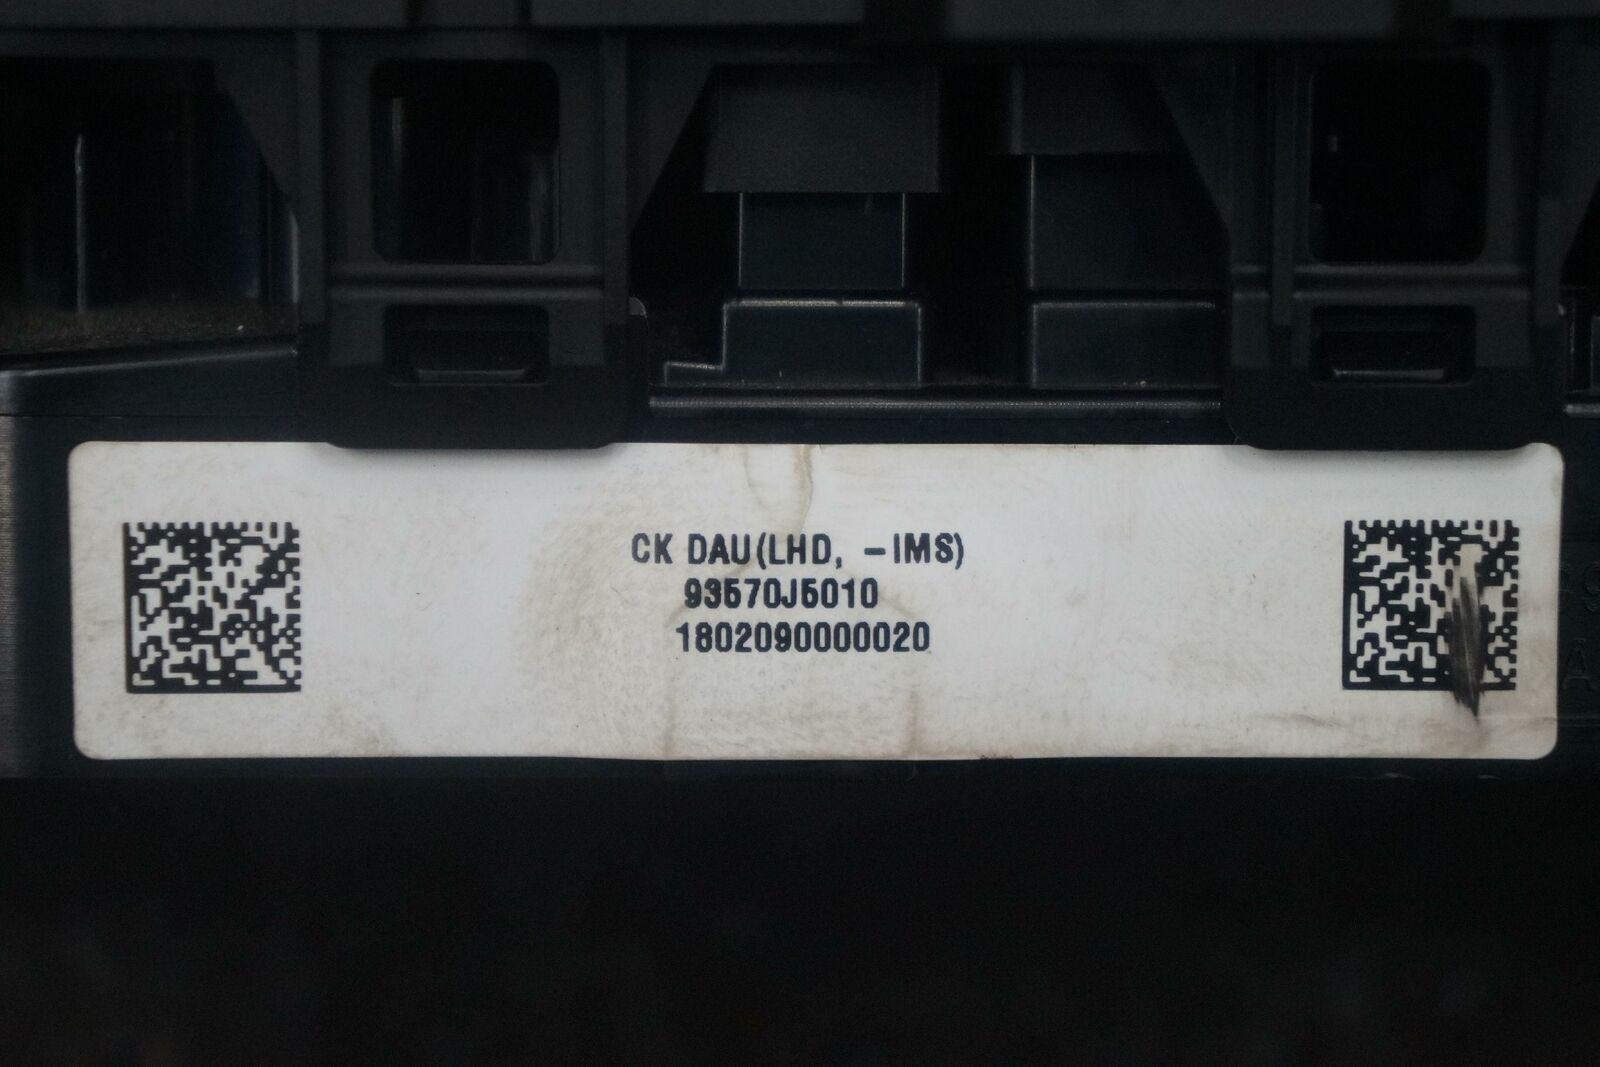 CK DAU(LHD, -IMS)
93570J5010
1802090000020